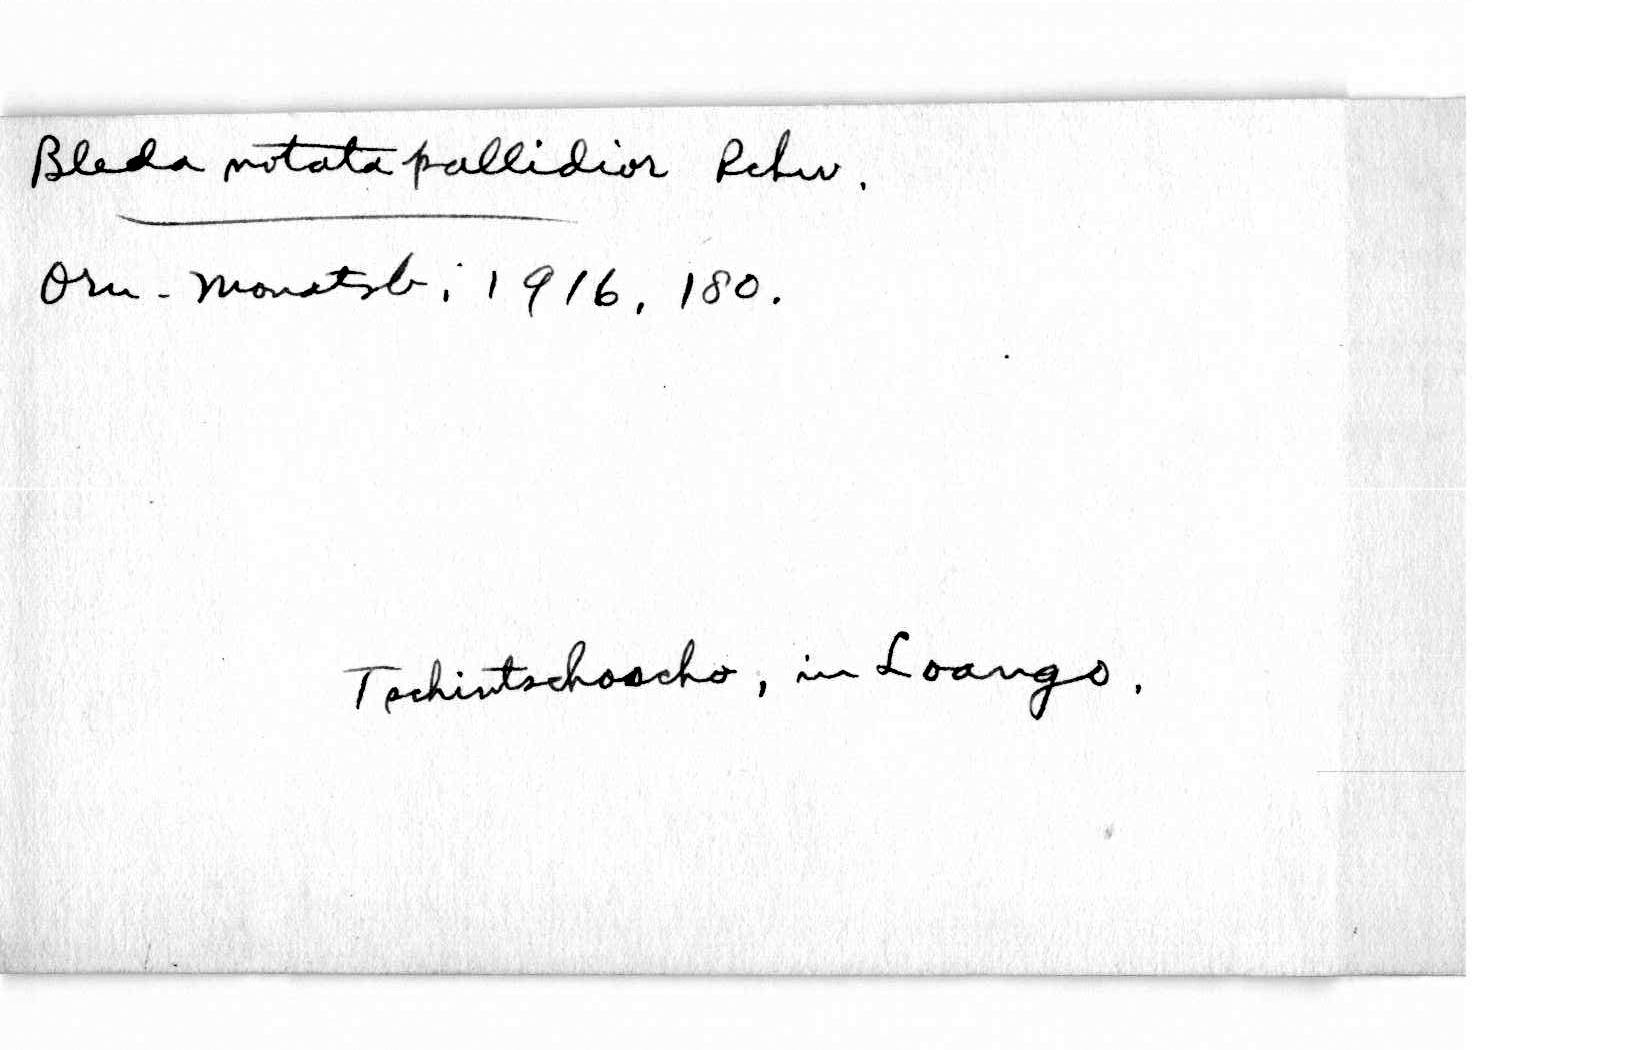 Bleda notata pallidior Rchw.
Orn. Monatsb; 1916, 180.
Tschintschoscho, in Loango.